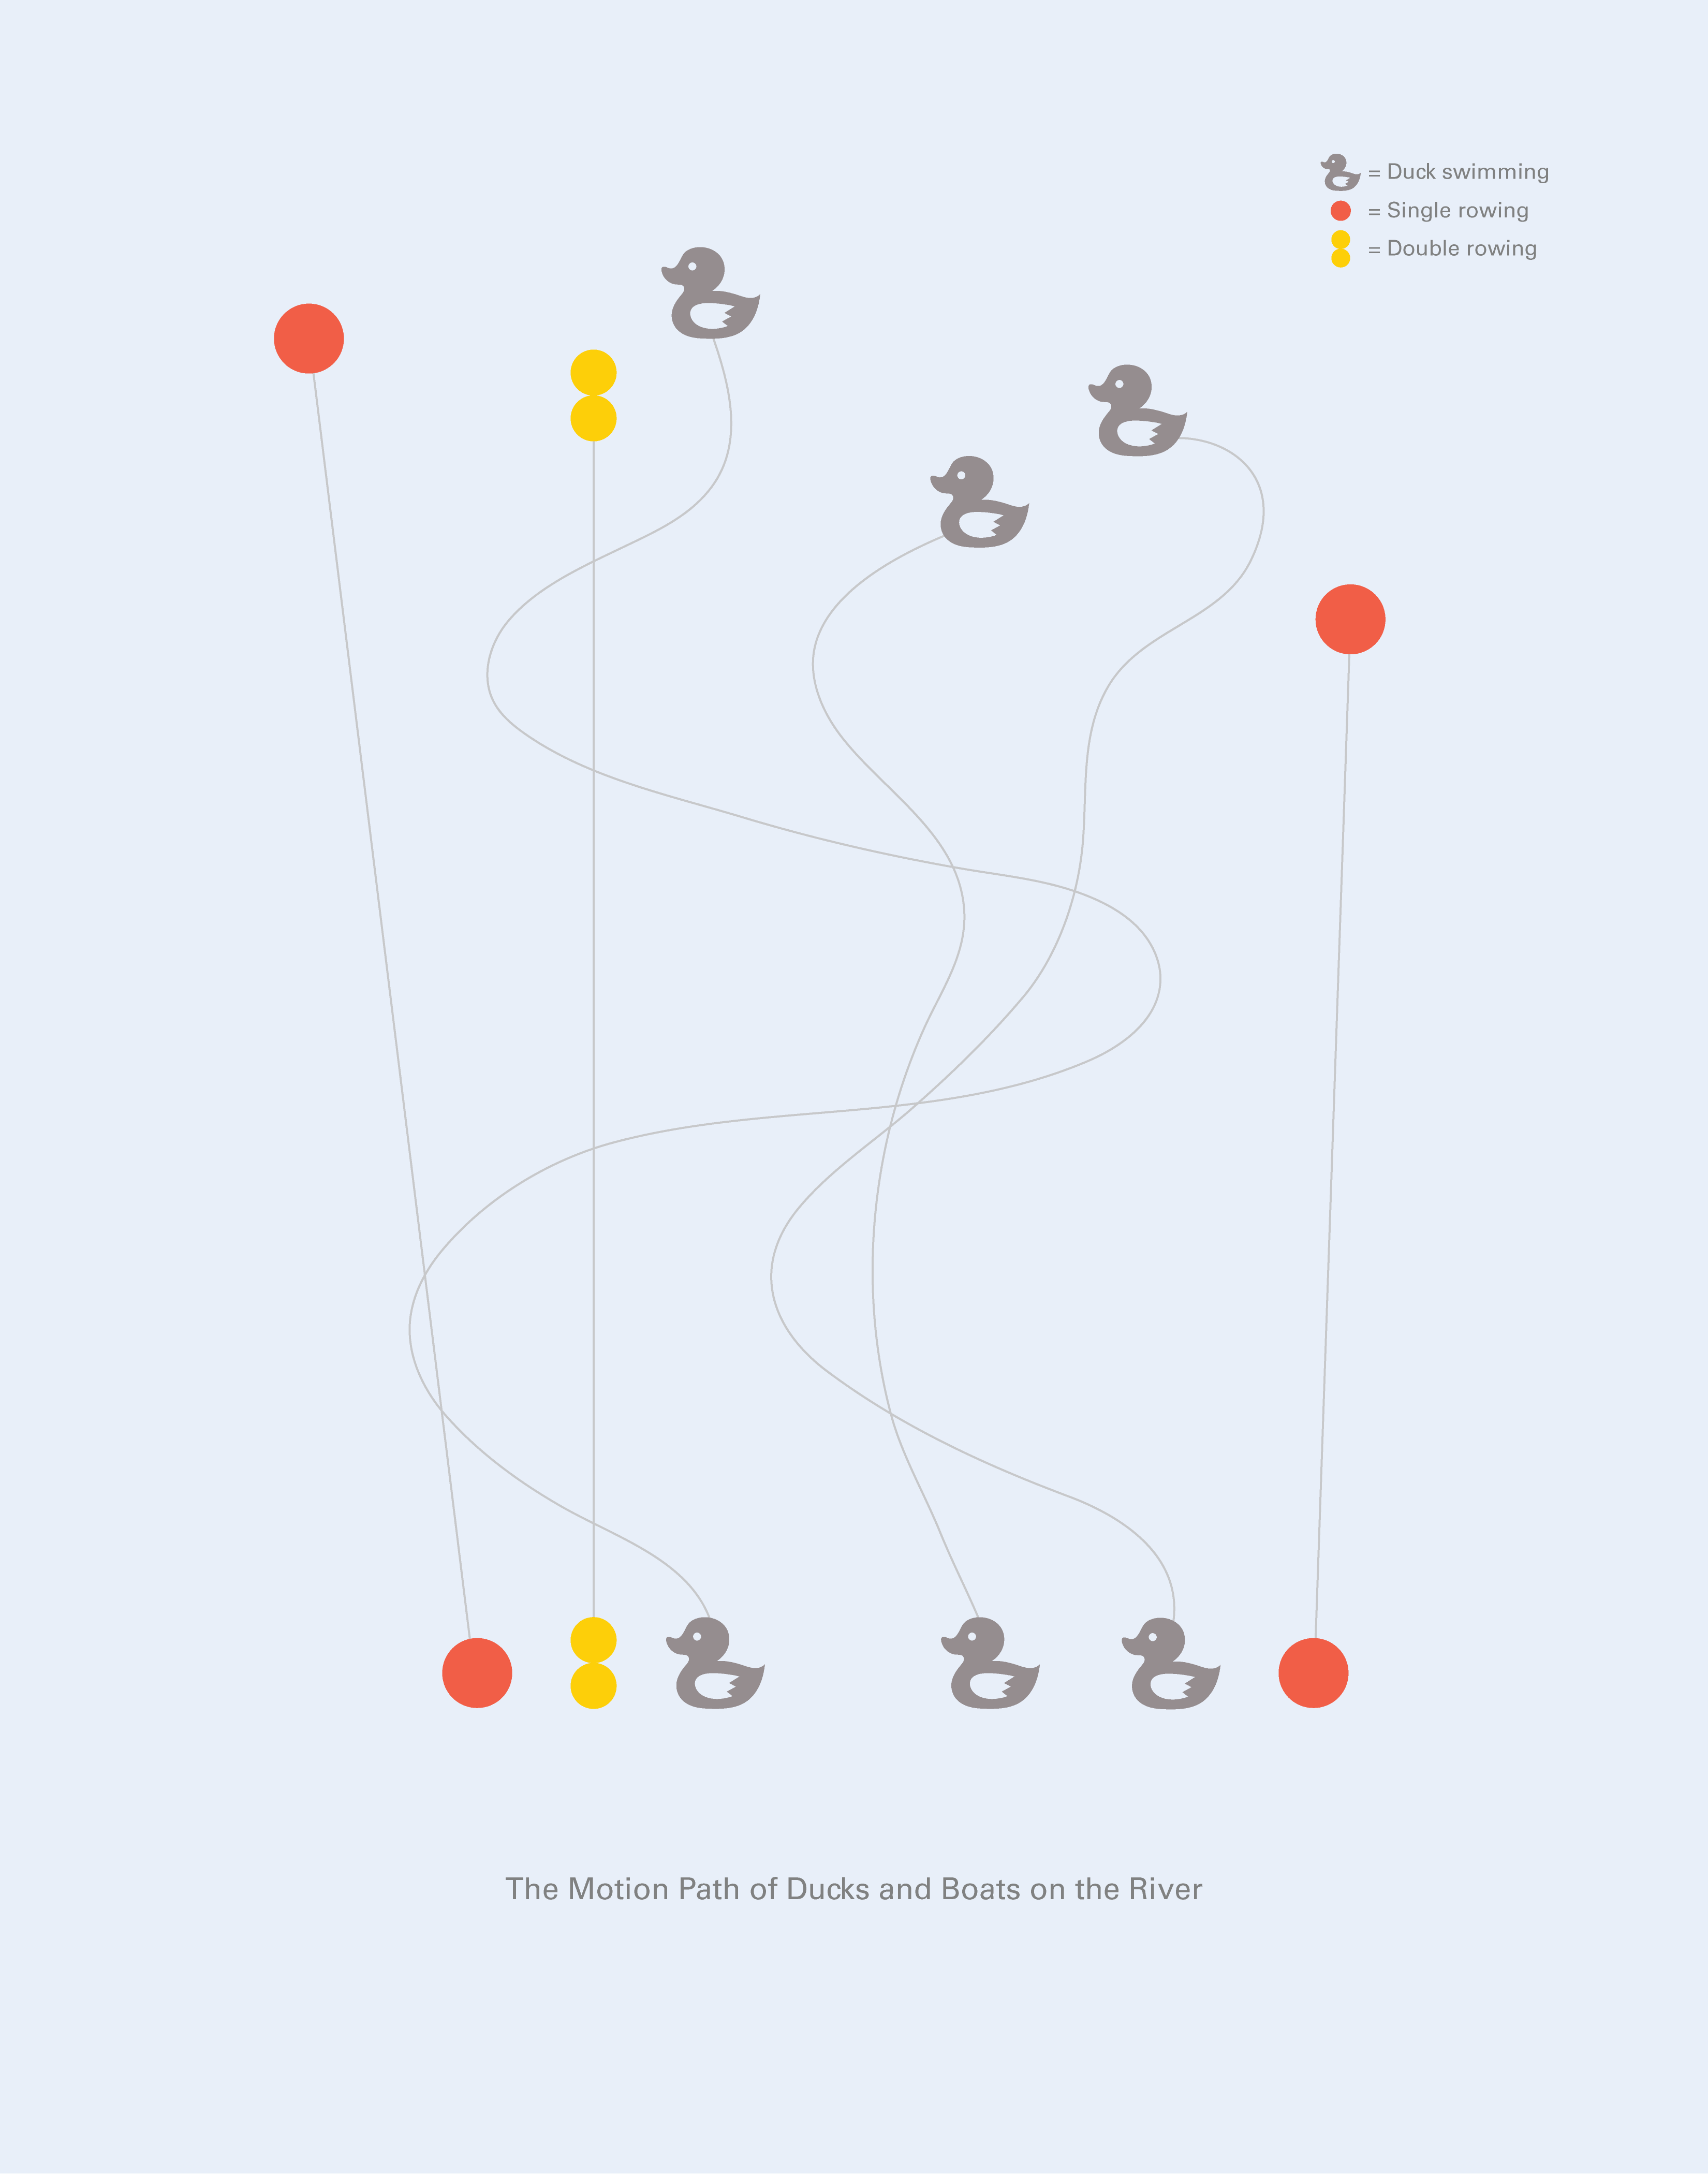 = Duck swimming
= Single rowing
= Double rowing
The Motion Path of Ducks and Boats on the River